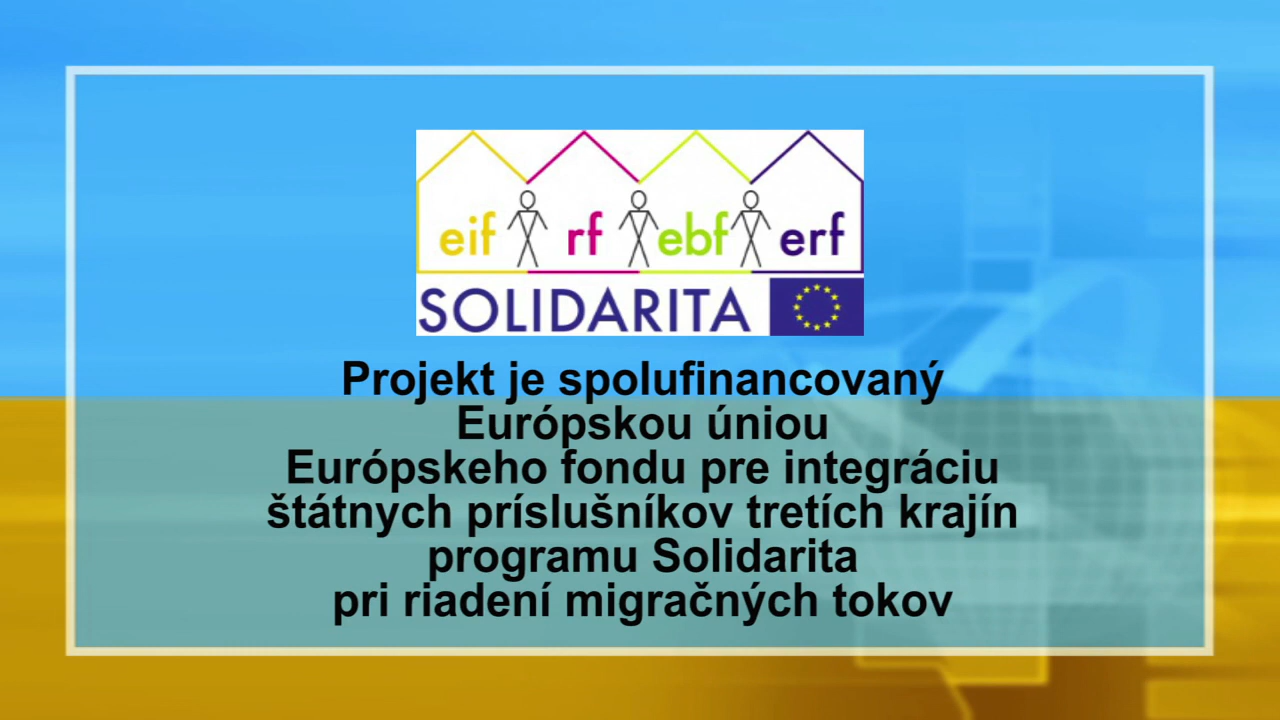 eif rf ebf erf
SOLIDARITA
Projekt je spolufinancovaný
Európskou úniou
Európskeho fondu pre integráciu
štátnych príslušníkov tretích krajín
programu Solidarita
pri riadení migračných tokov